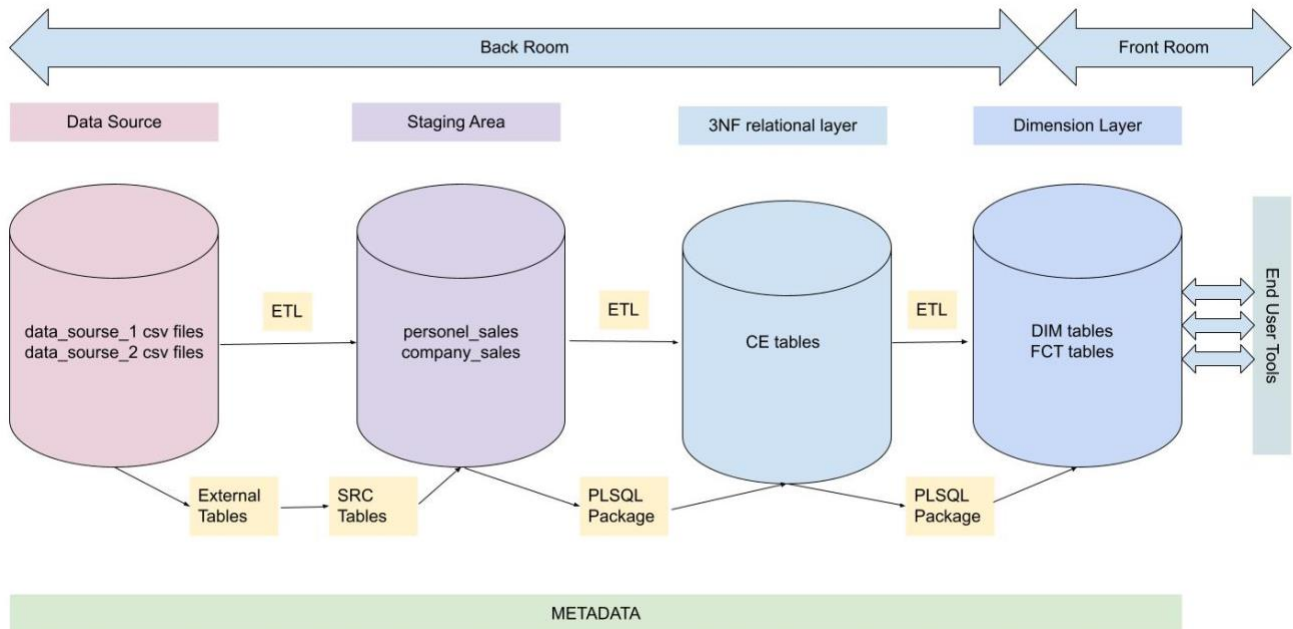 Back Room
Front Room
Data Source
Staging Area
3NF relational layer
Dimension Layer
data_sourse_1 csv files
data_sourse_2 csv files
ETL
personel_sales
company_sales
ETL
CE tables
ETL
DIM tables
FCT tables
End User Tools
External
Tables
SRC
Tables
PLSQL
Package
PLSQL
Package
METADATA